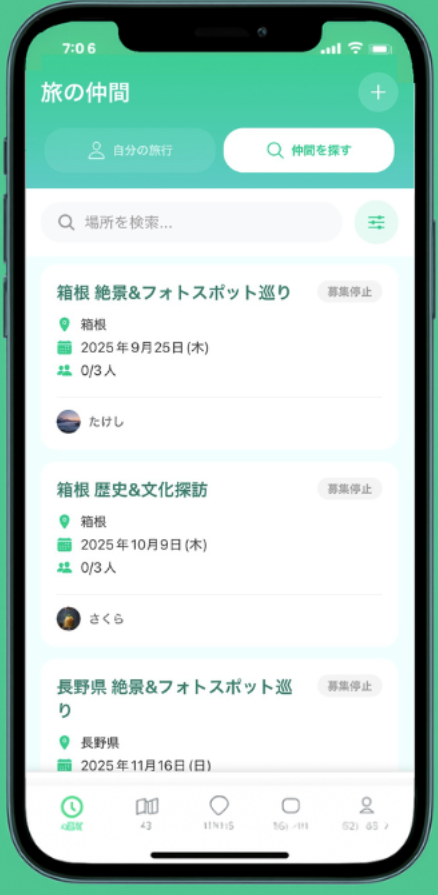 7:06
旅の仲間
自分の旅行
仲間を探す
場所を検索...
箱根 絶景&フォトスポット巡り
募集停止
箱根
2025年9月25日(木)
0/3人
たけし
箱根 歴史&文化探訪
募集停止
箱根
2025年10月9日(木)
0/3人
さくら
長野県 絶景&フォトスポット巡
り
募集停止
長野県
2025年11月16日(日)